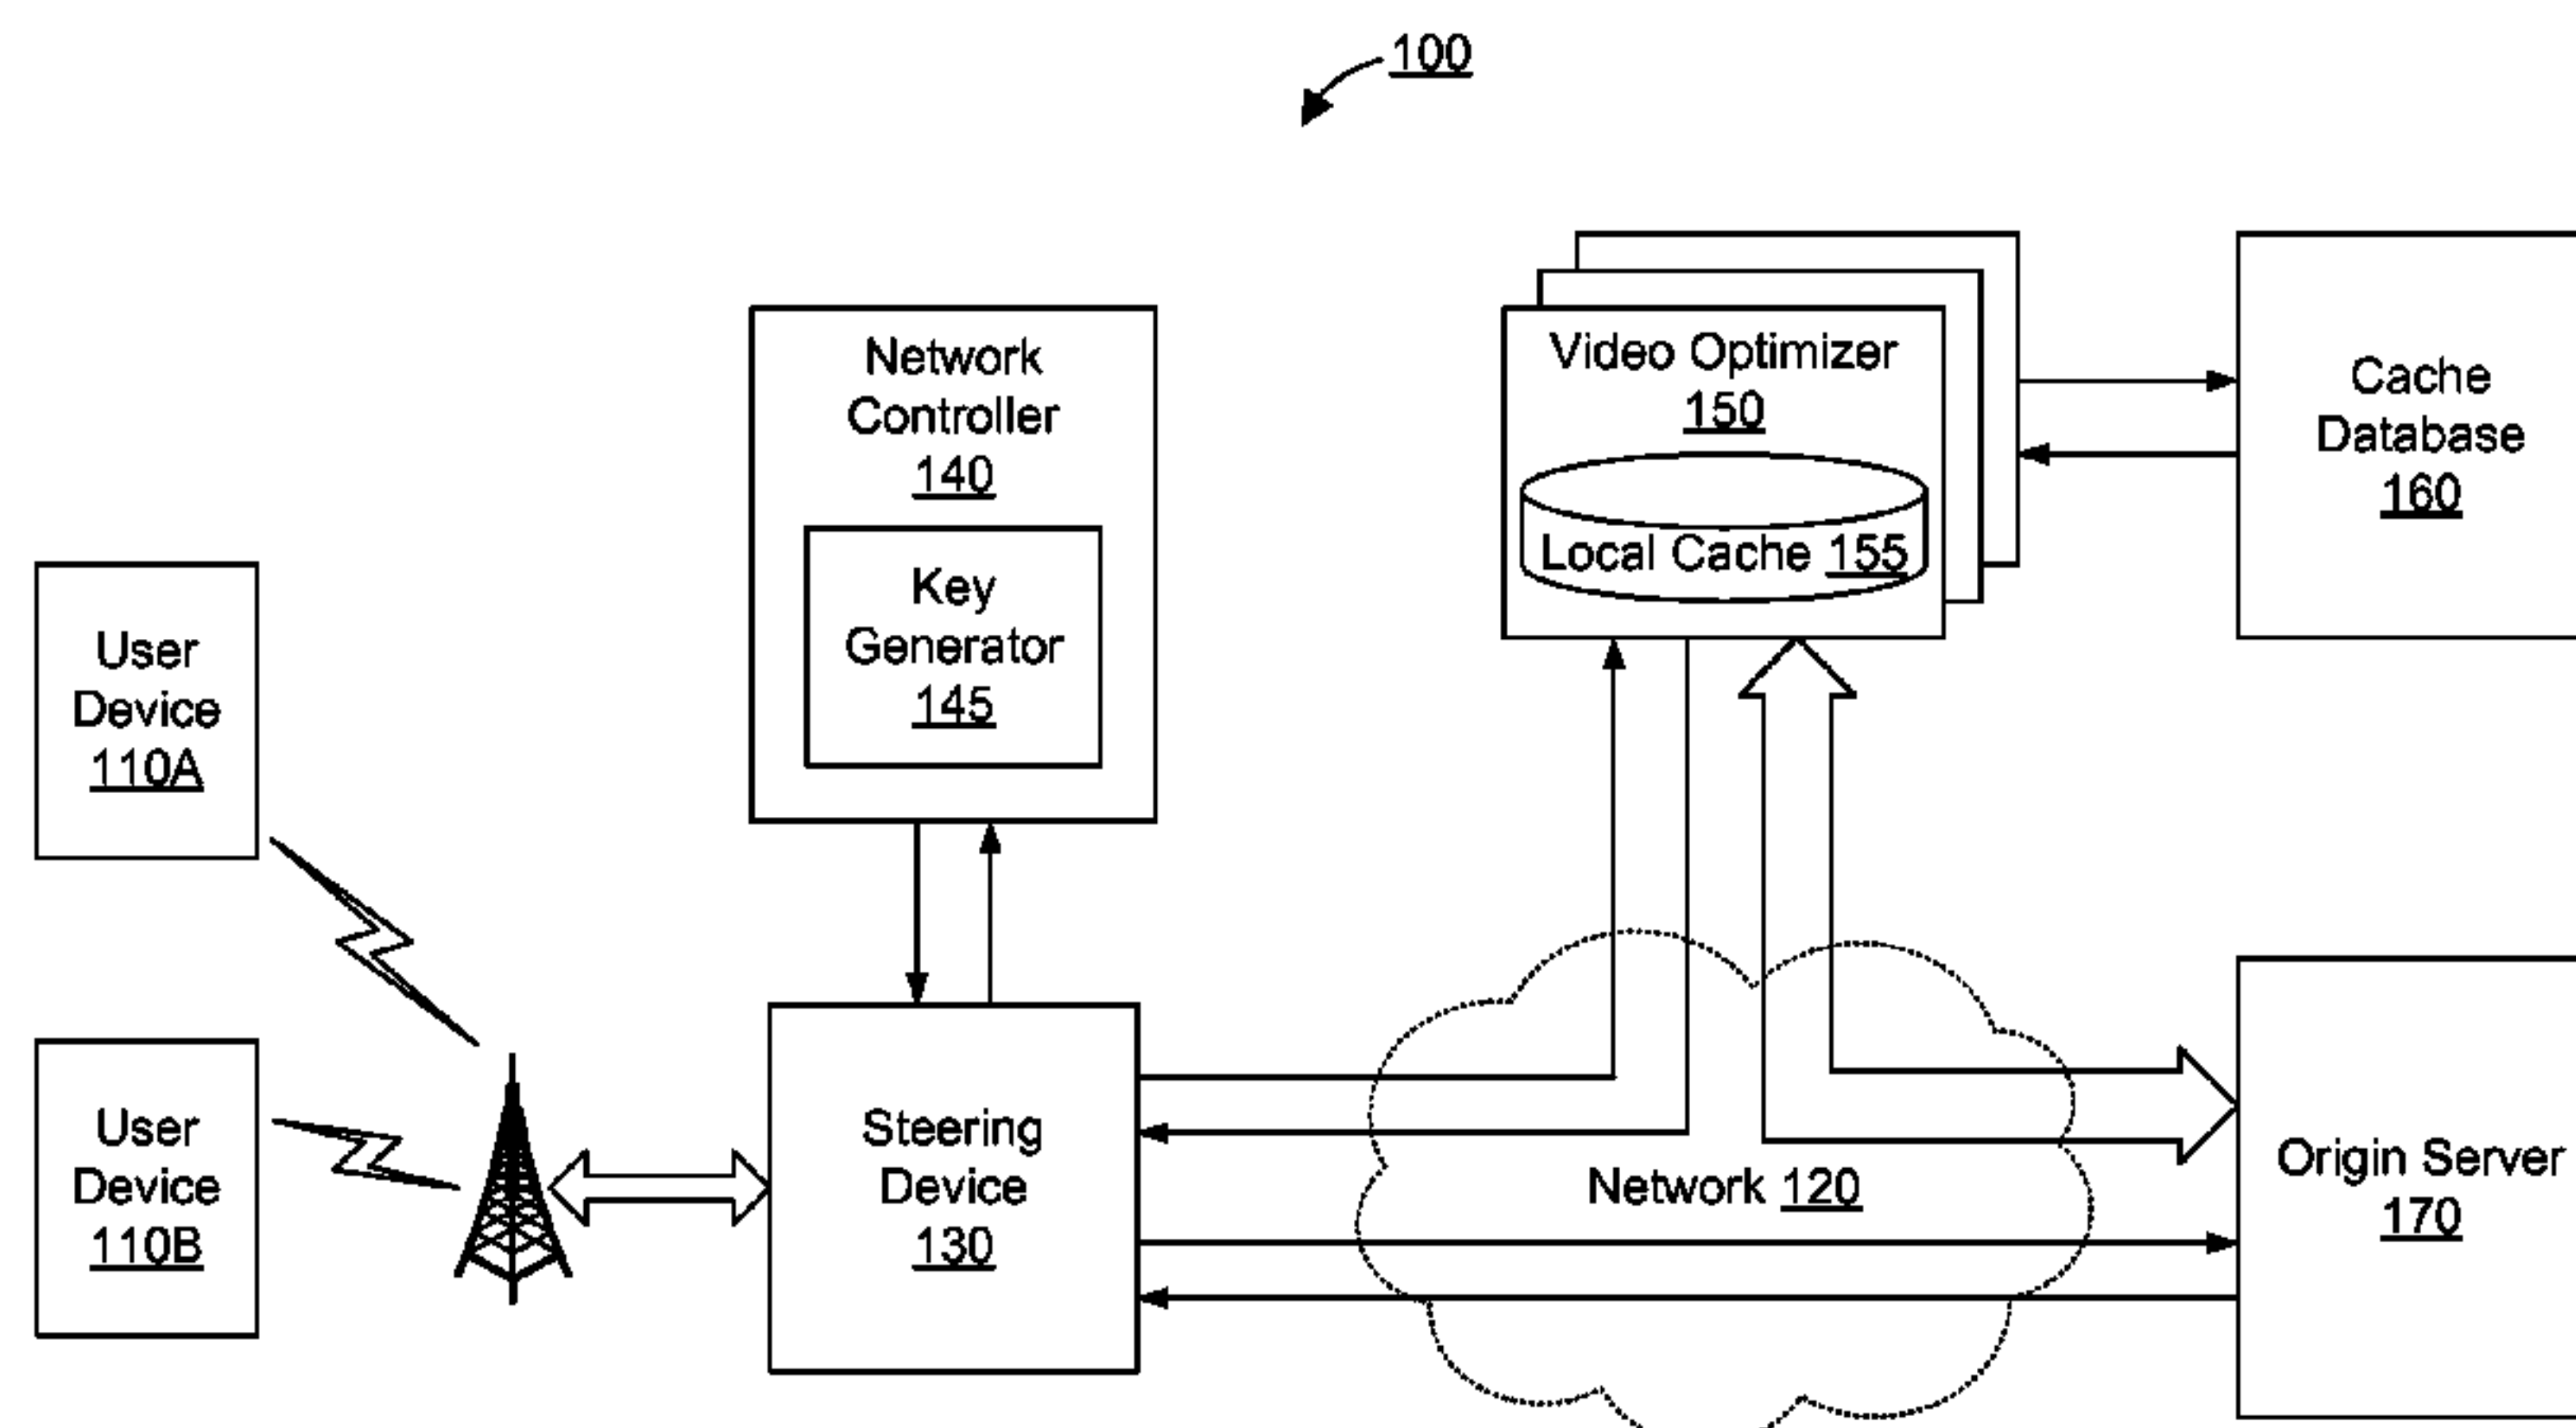 100
Network
Controller
140
Key
Generator
145
Video Optimizer
150
Local Cache 155
Cache
Database
160
User
Device
110A
User
Device
110B
Steering
Device
130
Network 120
Origin Server
170